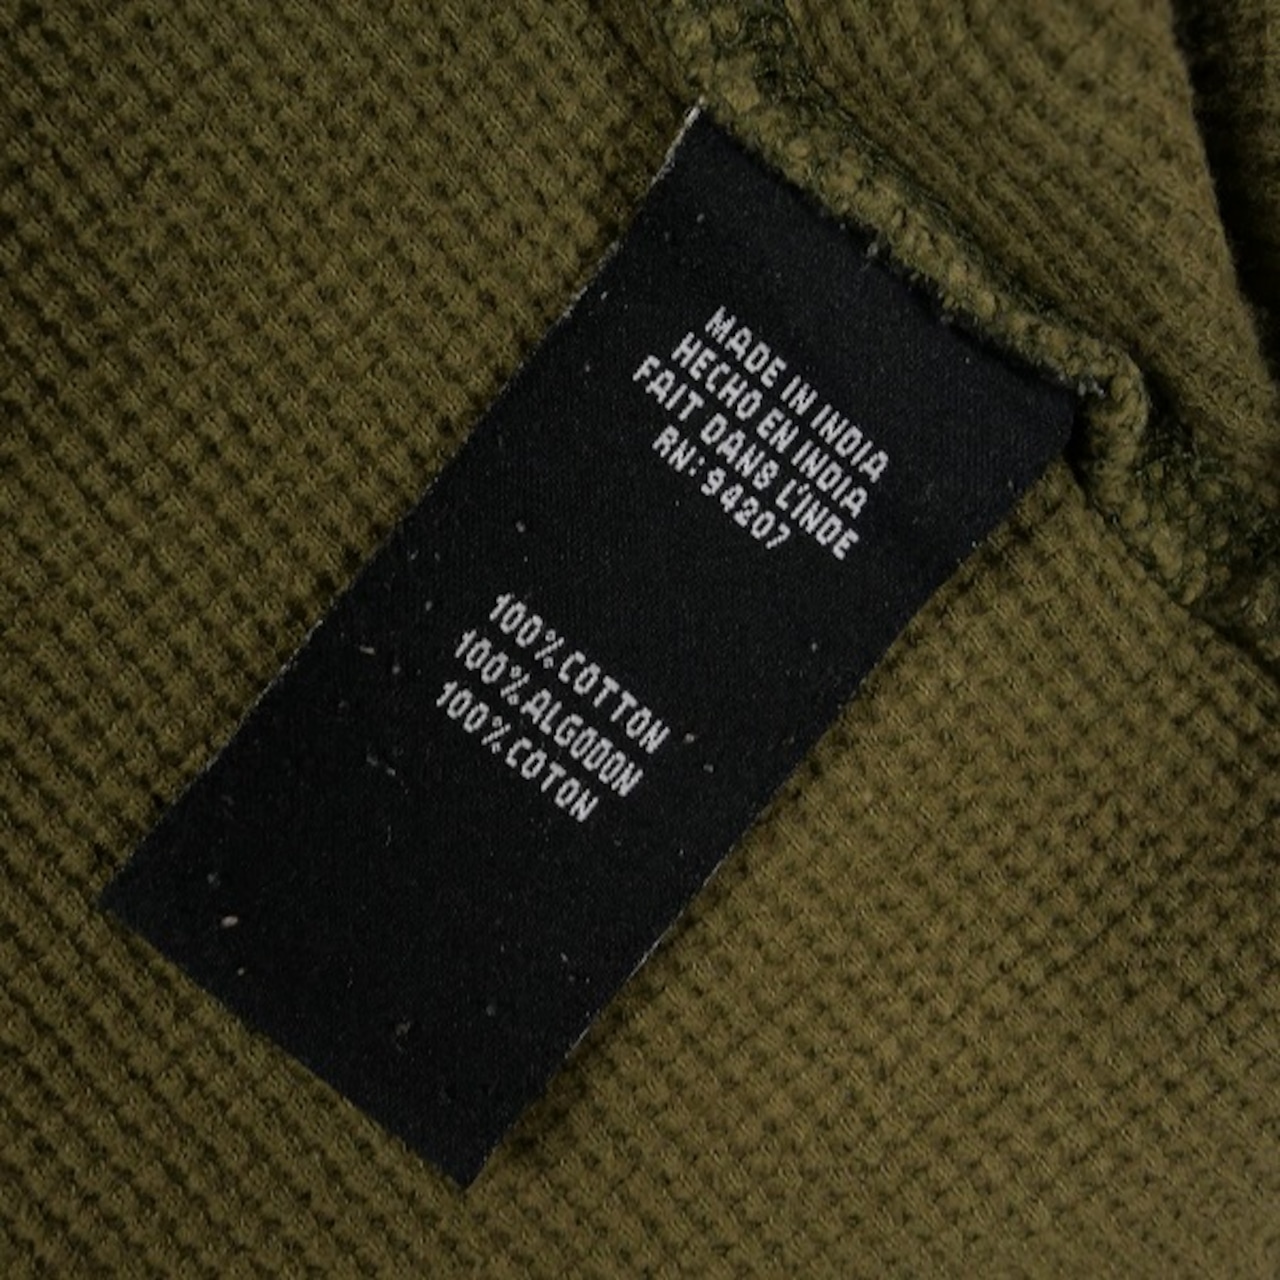 MADE IN INDIA
HECHO EN INDIA
FAIT DANS L'INDE
RN: 94207
100% COTTON
100% ALGODON
100% COTON